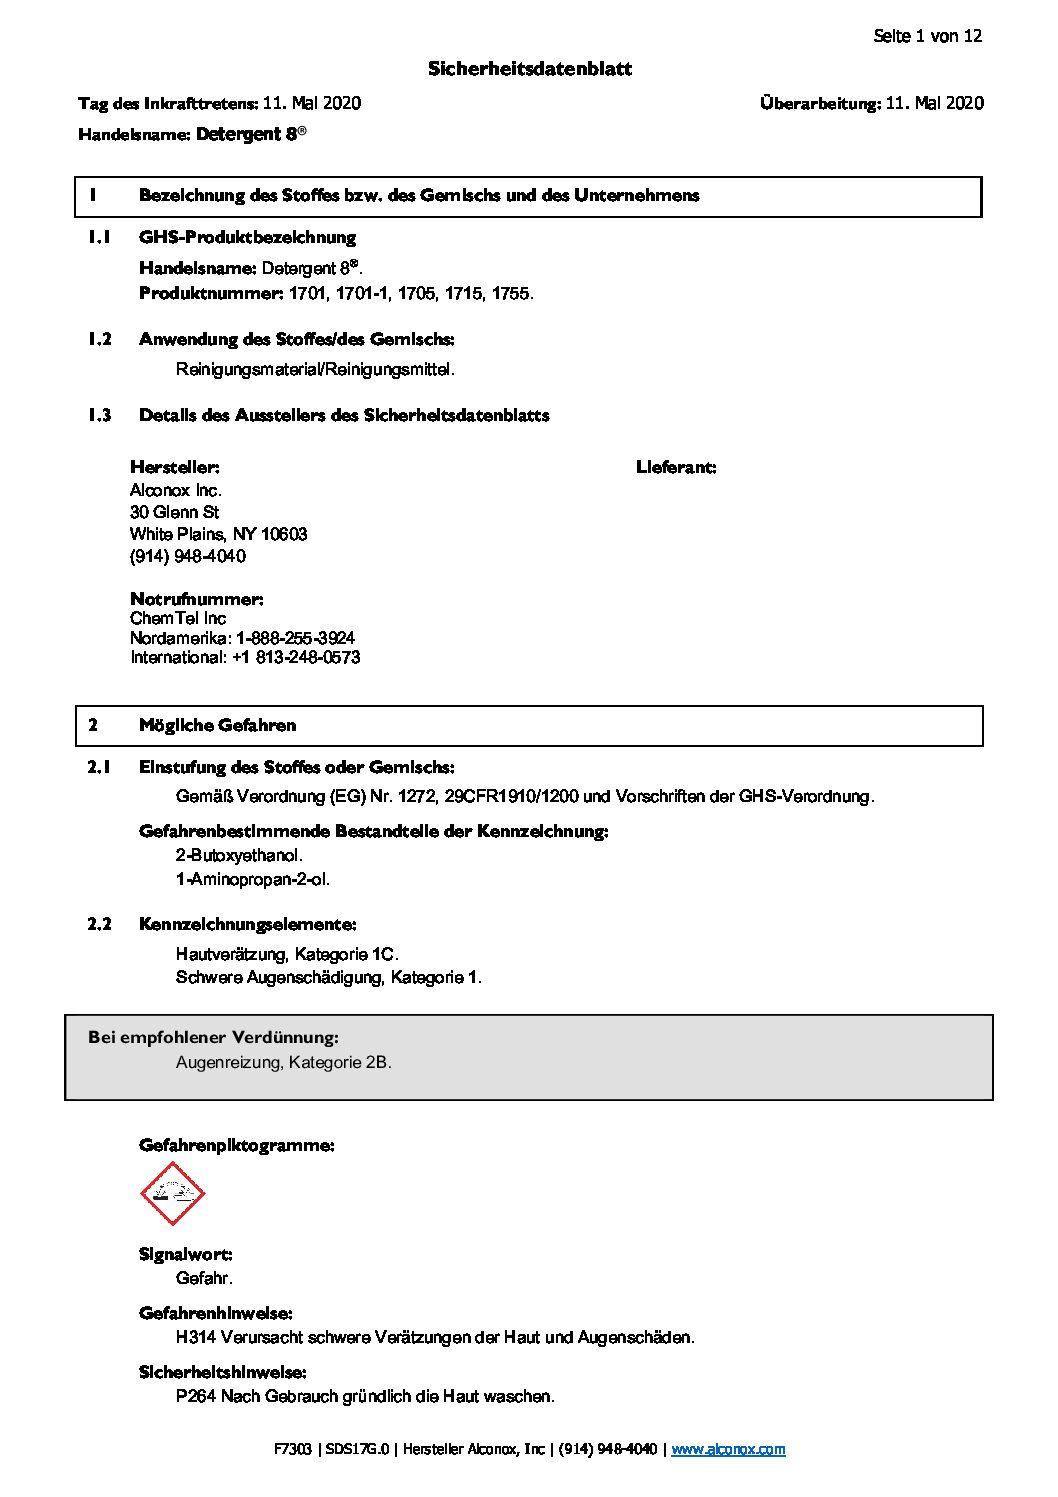 Seite 1 von 12
Sicherheitsdatenblatt
Tag des Inkrafttretens: 11. Mai 2020 Überarbeitung: 11. Mai 2020
Handelsname: Detergent 8®
1 Bezeichnung des Stoffes bzw. des Gemischs und des Unternehmens
1.1 GHS-Produktbezeichnung
Handelsname: Detergent 8®.
Produktnummer: 1701, 1701-1, 1705, 1715, 1755.
1.2 Anwendung des Stoffes/des Gemischs:
Reinigungsmaterial/Reinigungsmittel.
1.3 Details des Ausstellers des Sicherheitsdatenblatts
Hersteller: Lieferant:
Alconox Inc.
30 Glenn St
White Plains, NY 10603
(914) 948-4040
Notrufnummer:
ChemTel Inc
Nordamerika: 1-888-255-3924
International: +1 813-248-0573
2 Mögliche Gefahren
2.1 Einstufung des Stoffes oder Gemischs:
Gemäß Verordnung (EG) Nr. 1272, 29CFR1910/1200 und Vorschriften der GHS-Verordnung.
Gefahrenbestimmende Bestandteile der Kennzeichnung:
2-Butoxyethanol.
1-Aminopropan-2-ol.
2.2 Kennzeichnungselemente:
Hautverätzung, Kategorie 1C.
Schwere Augenschädigung, Kategorie 1.
Bei empfohlener Verdünnung:
Augenreizung, Kategorie 2B.
Gefahrenpiktogramme:
Signalwort:
Gefahr.
Gefahrenhinweise:
H314 Verursacht schwere Verätzungen der Haut und Augenschäden.
Sicherheitshinweise:
P264 Nach Gebrauch gründlich die Haut waschen.
F7303 | SDS17G.0 | Hersteller Alconox, Inc | (914) 948-4040 | www.alconox.com